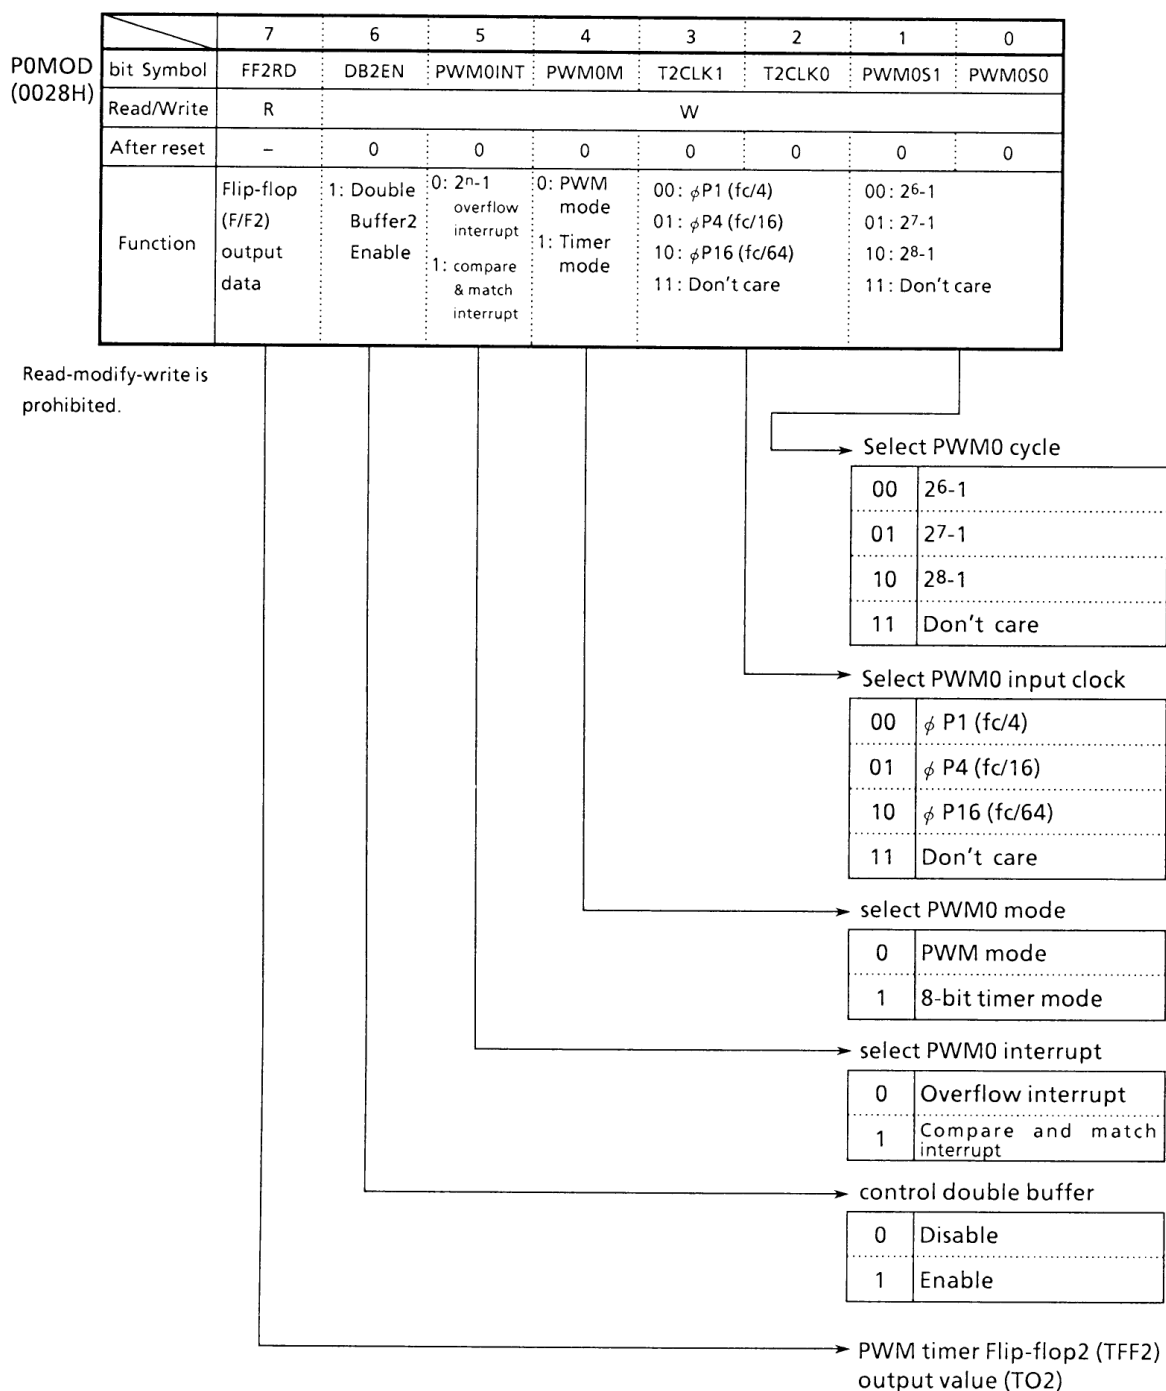 7 6 5 4 3 2 1 0
P0MOD
(0028H)
bit Symbol FF2RD DB2EN PWM0INT PWM0M T2CLK1 T2CLK0 PWM0S1 PWM0S0
Read/Write R W
After reset – 0 0 0 0 0 0 0
Function
Flip-flop
(F/F2)
output
data
1: Double
Buffer2
Enable
0: 2n-1
overflow
interrupt
1: compare
& match
interrupt
0: PWM
mode
1: Timer
mode
00: φP1 (fc/4)
01: φP4 (fc/16)
10: φP16 (fc/64)
11: Don't care
00: 26-1
01: 27-1
10: 28-1
11: Don't care
Read-modify-write is
prohibited.
Select PWM0 cycle
00 26-1
01 27-1
10 28-1
11 Don't care
Select PWM0 input clock
00 φ P1 (fc/4)
01 φ P4 (fc/16)
10 φ P16 (fc/64)
11 Don't care
select PWM0 mode
0 PWM mode
1 8-bit timer mode
select PWM0 interrupt
0 Overflow interrupt
1 Compare and match
interrupt
control double buffer
0 Disable
1 Enable
PWM timer Flip-flop2 (TFF2)
output value (TO2)